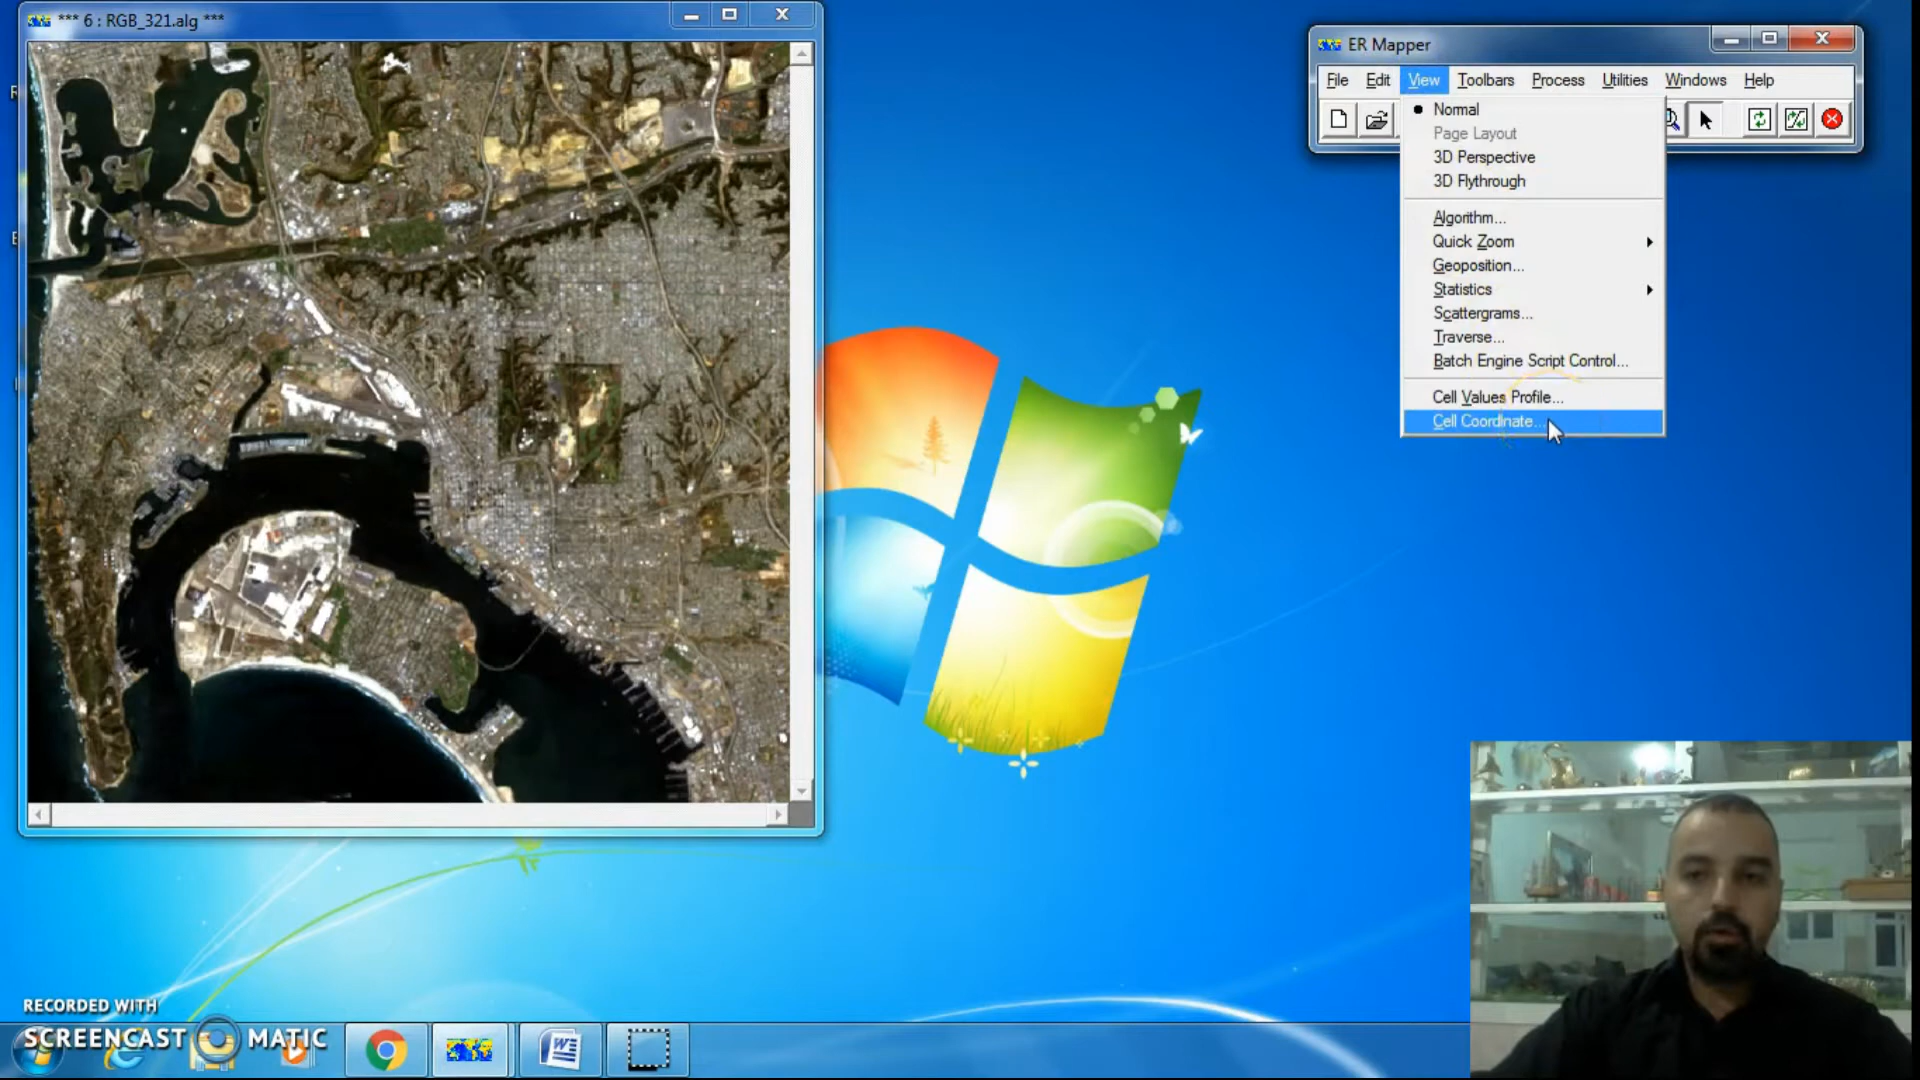 *** 6 : RGB_321.alg ***
ER Mapper
File Edit View Toolbars Process Utilities Windows Help
Normal
Page Layout
3D Perspective
3D Flythrough
Algorithm...
Quick Zoom
Geoposition...
Statistics
Scattergrams...
Traverse...
Batch Engine Script Control...
Cell Values Profile...
Cell Coordinate...
RECORDED WITH
SCREENCAST MATIC